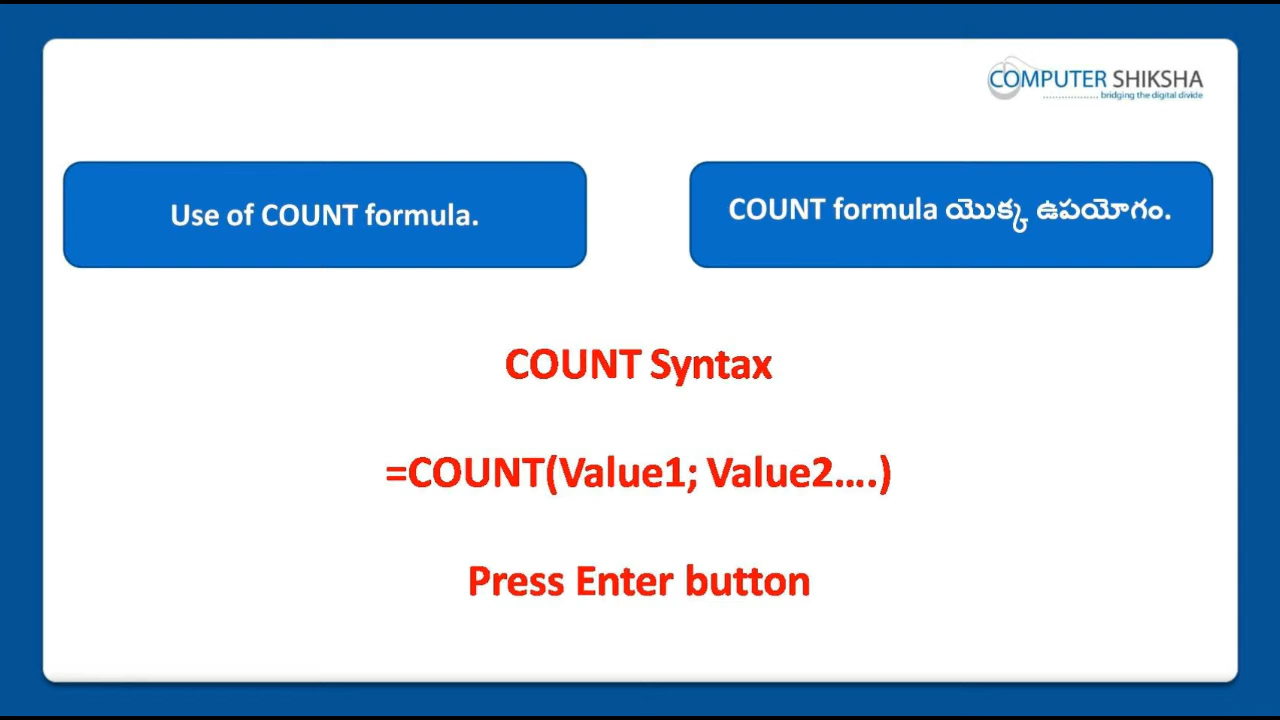 COMPUTER SHIKSHA
.................. bridging the digital divide
Use of COUNT formula.
COUNT formula యొక్క ఉపయోగం.
COUNT Syntax
=COUNT(Value1; Value2....)
Press Enter button